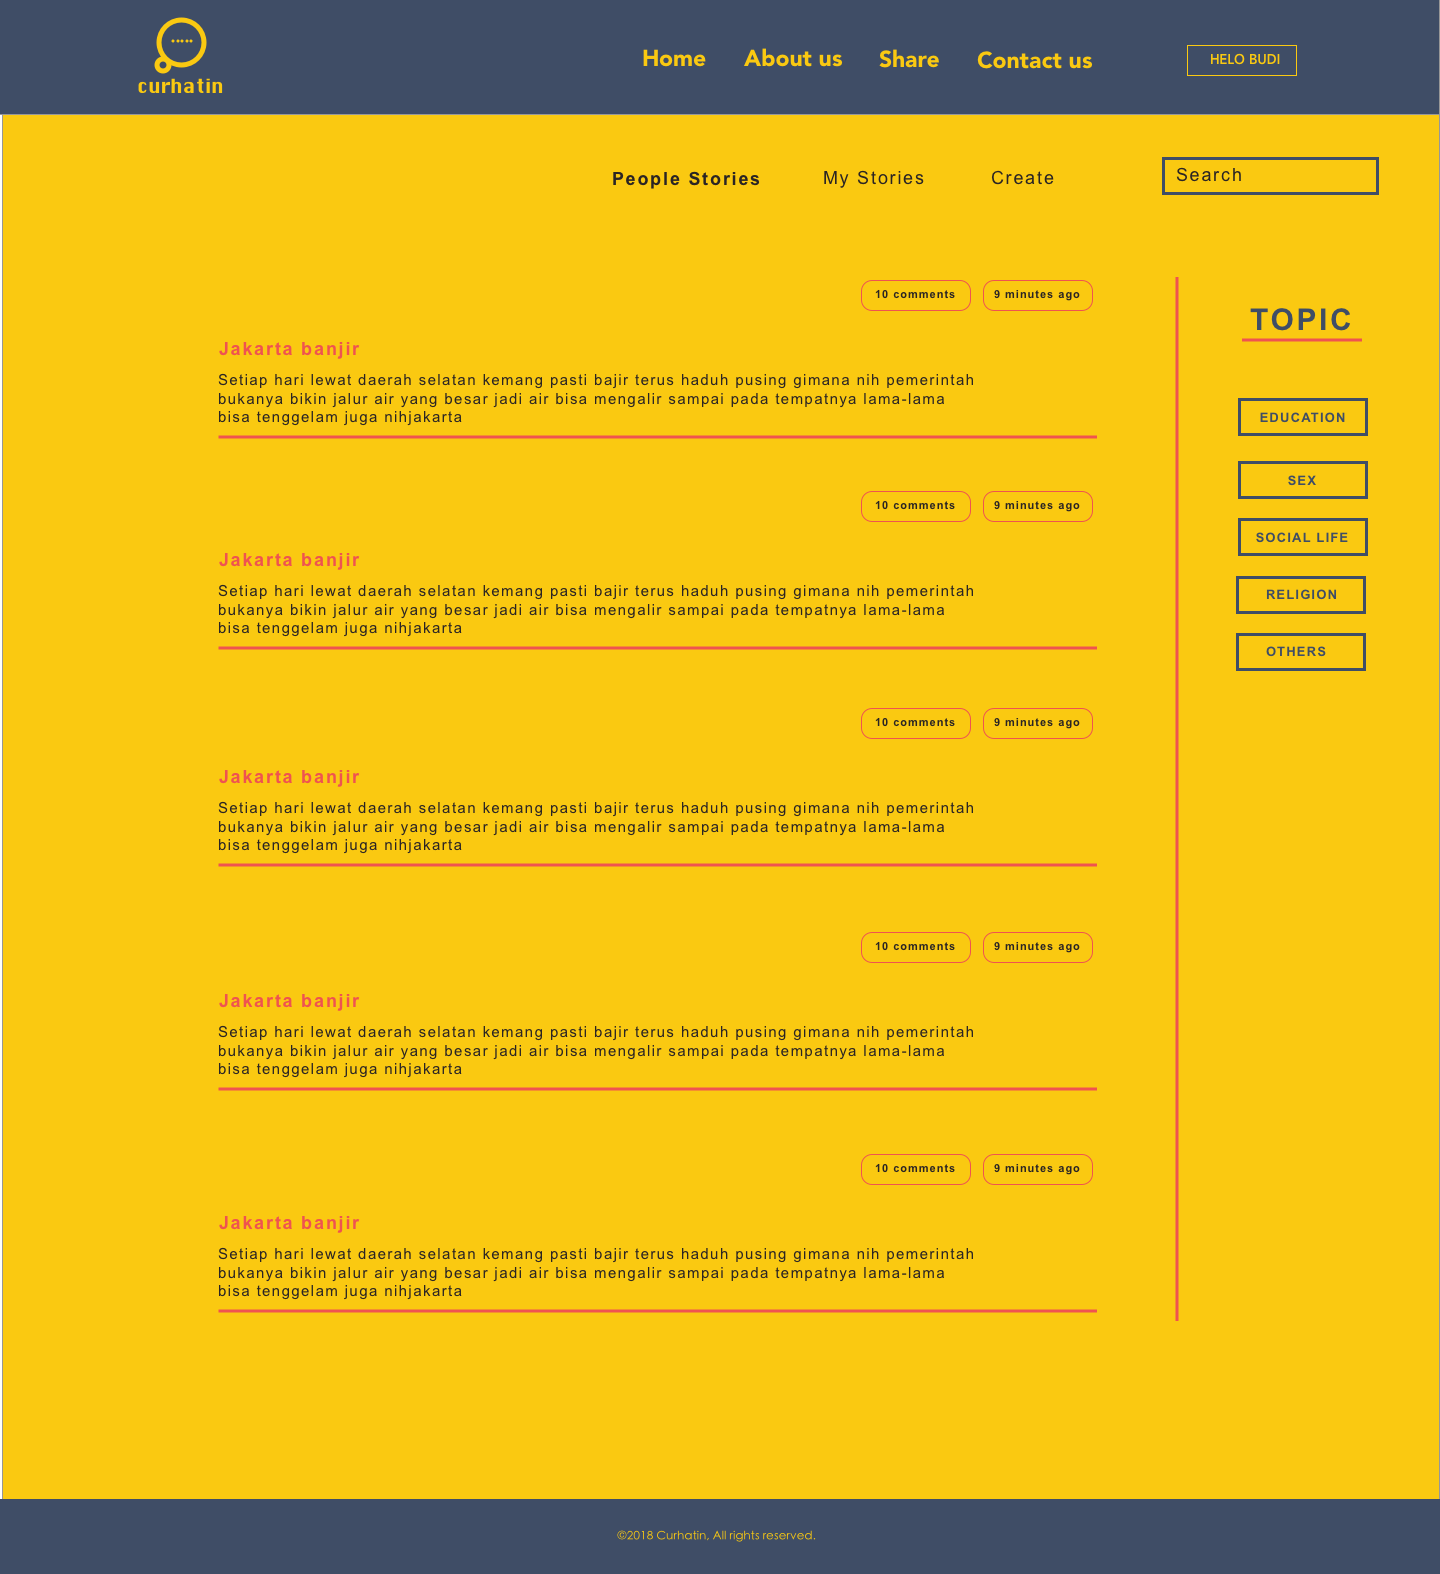 curhatin
Home About us Share Contact us HELO BUDI
People Stories My Stories Create Search
10 comments 9 minutes ago
Jakarta banjir
Setiap hari lewat daerah selatan kemang pasti bajir terus haduh pusing gimana nih pemerintah
bukanya bikin jalur air yang besar jadi air bisa mengalir sampai pada tempatnya lama-lama
bisa tenggelam juga nihjakarta
10 comments 9 minutes ago
Jakarta banjir
Setiap hari lewat daerah selatan kemang pasti bajir terus haduh pusing gimana nih pemerintah
bukanya bikin jalur air yang besar jadi air bisa mengalir sampai pada tempatnya lama-lama
bisa tenggelam juga nihjakarta
10 comments 9 minutes ago
Jakarta banjir
Setiap hari lewat daerah selatan kemang pasti bajir terus haduh pusing gimana nih pemerintah
bukanya bikin jalur air yang besar jadi air bisa mengalir sampai pada tempatnya lama-lama
bisa tenggelam juga nihjakarta
10 comments 9 minutes ago
Jakarta banjir
Setiap hari lewat daerah selatan kemang pasti bajir terus haduh pusing gimana nih pemerintah
bukanya bikin jalur air yang besar jadi air bisa mengalir sampai pada tempatnya lama-lama
bisa tenggelam juga nihjakarta
10 comments 9 minutes ago
Jakarta banjir
Setiap hari lewat daerah selatan kemang pasti bajir terus haduh pusing gimana nih pemerintah
bukanya bikin jalur air yang besar jadi air bisa mengalir sampai pada tempatnya lama-lama
bisa tenggelam juga nihjakarta
TOPIC
EDUCATION
SEX
SOCIAL LIFE
RELIGION
OTHERS
©2018 Curhatin. All rights reserved.